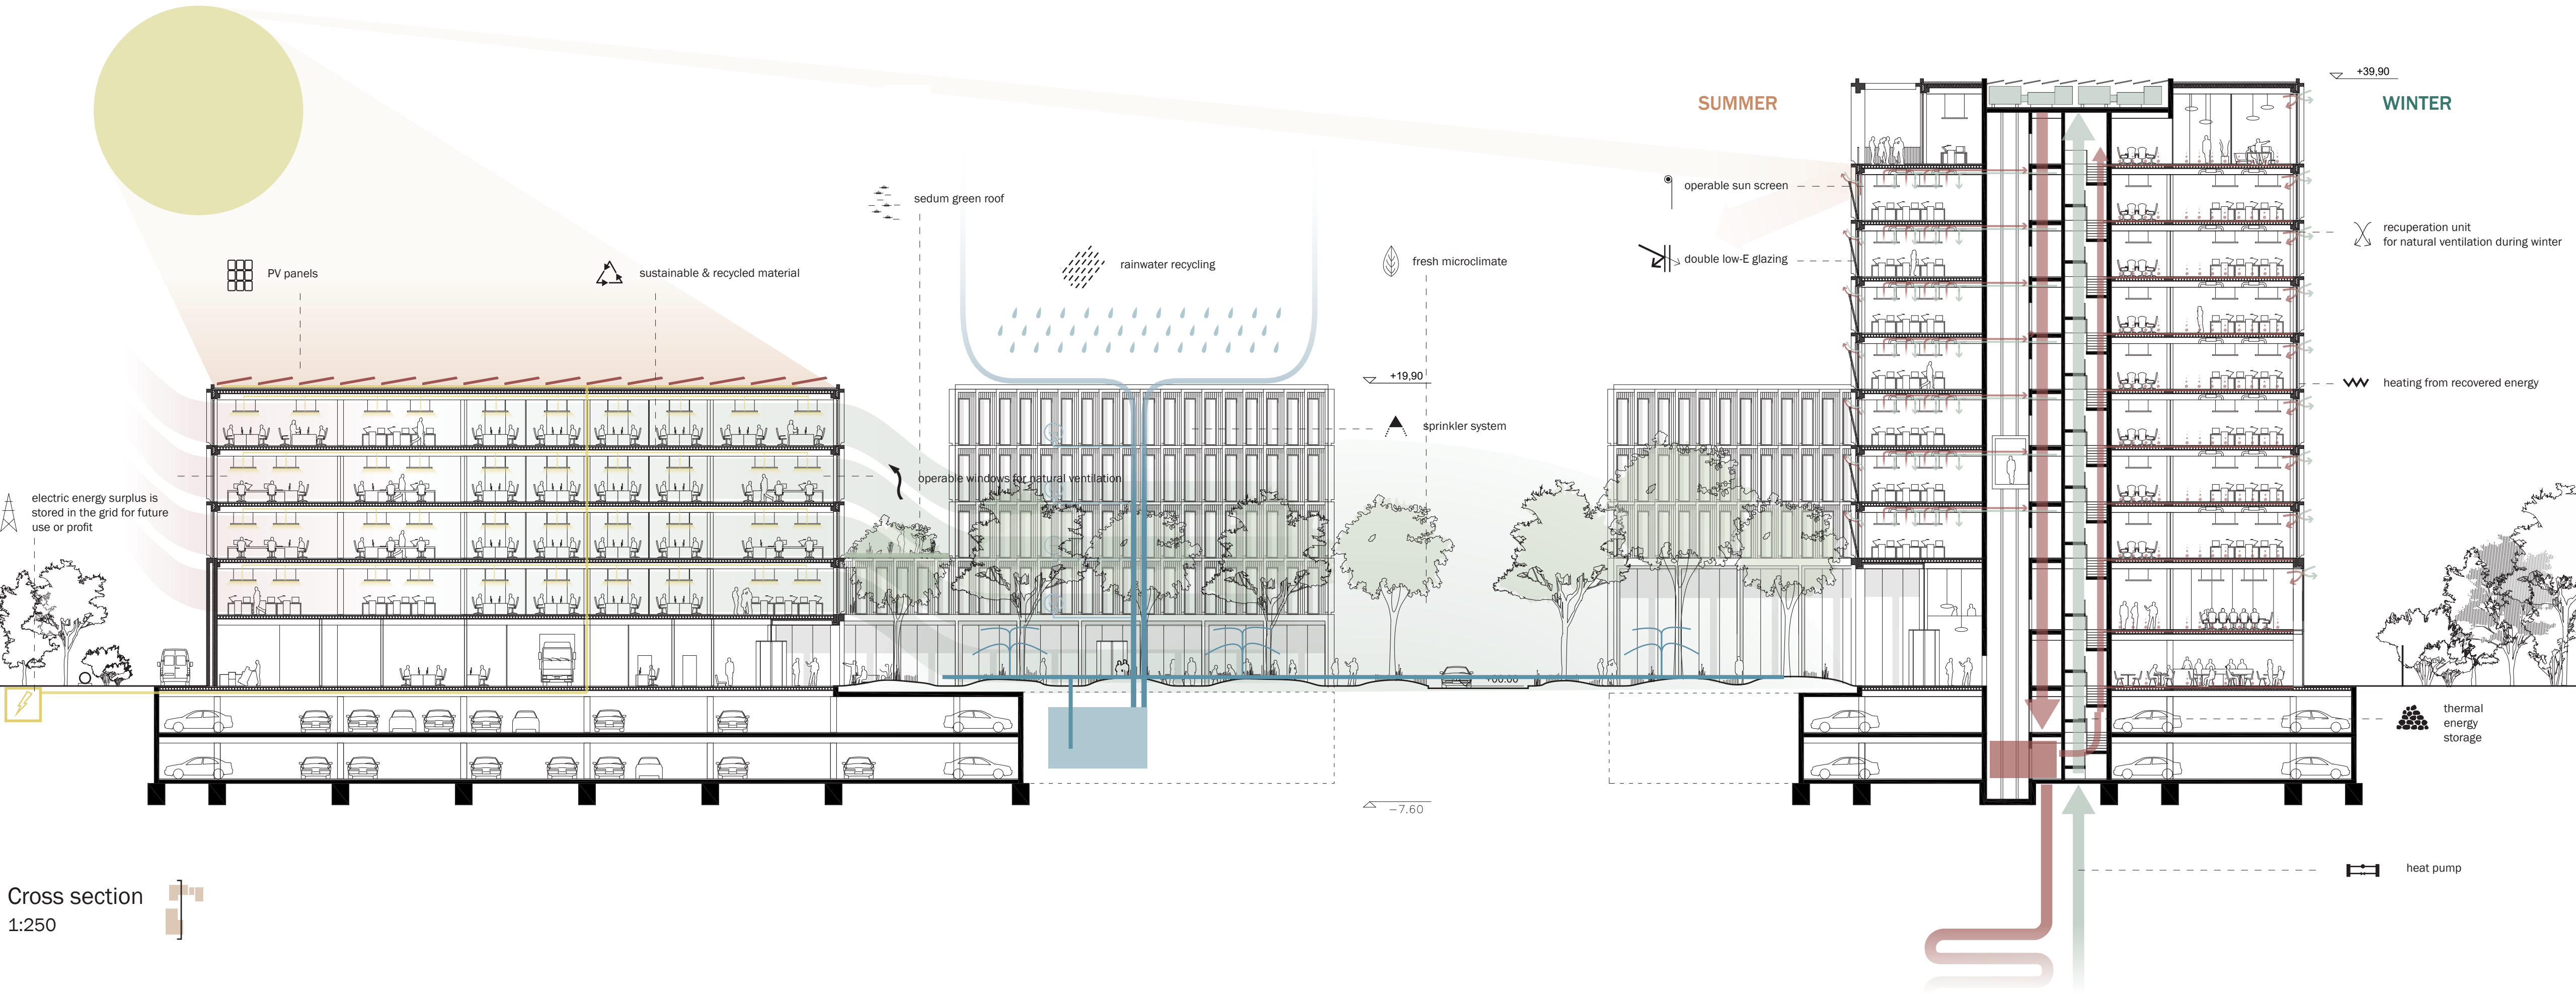 +39,90
SUMMER
WINTER
operable sun screen
sedum green roof
recuperation unit
for natural ventilation during winter
double low-E glazing
fresh microclimate
rainwater recycling
PV panels
sustainable & recycled material
+19,90
heating from recovered energy
sprinkler system
operable windows for natural ventilation
electric energy surplus is
stored in the grid for future
use or profit
+00.00
thermal
energy
storage
−7.60
heat pump
Cross section
1:250